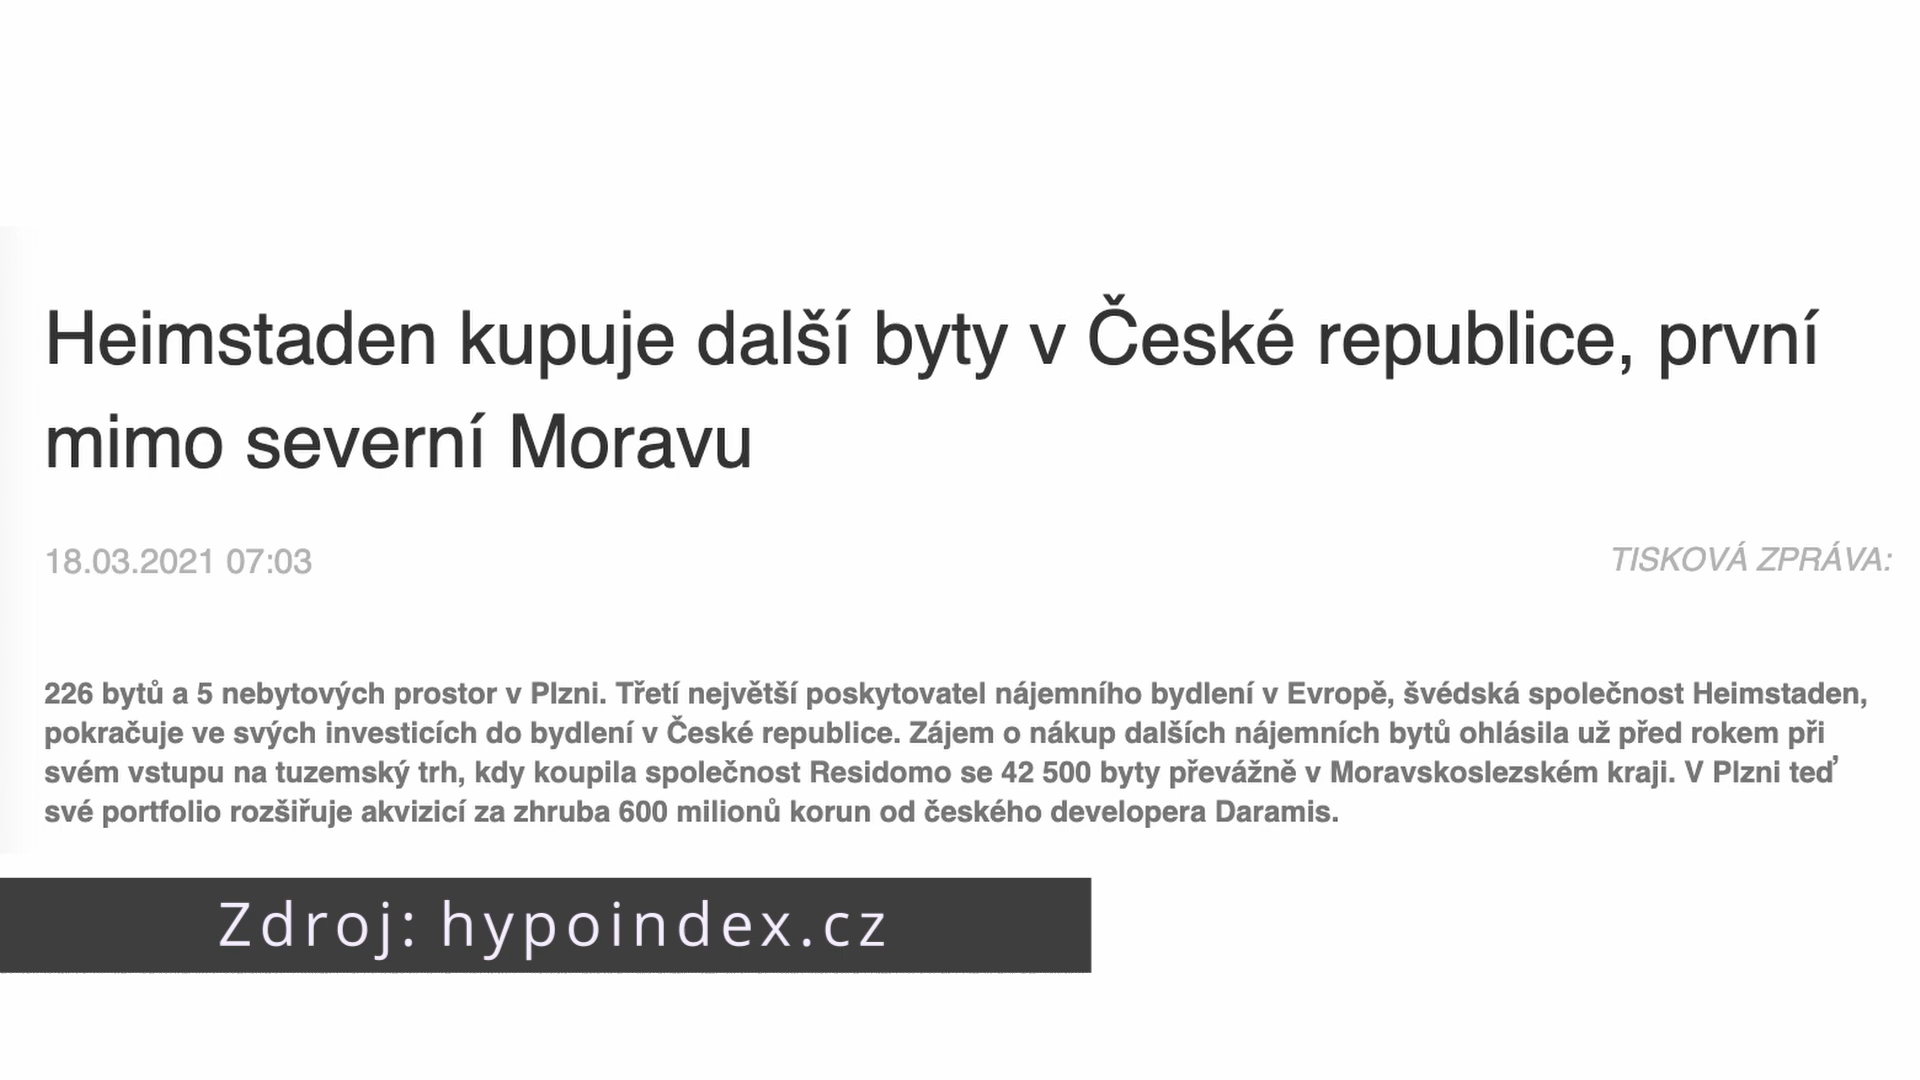 Heimstaden kupuje další byty v České republice, první
mimo severní Moravu
18.03.2021 07:03
TISKOVÁ ZPRÁVA:
226 bytů a 5 nebytových prostor v Plzni. Třetí největší poskytovatel nájemního bydlení v Evropě, švédská společnost Heimstaden,
pokračuje ve svých investicích do bydlení v České republice. Zájem o nákup dalších nájemních bytů ohlásila už před rokem při
svém vstupu na tuzemský trh, kdy koupila společnost Residomo se 42 500 byty převážně v Moravskoslezském kraji. V Plzni teď
své portfolio rozšiřuje akvizicí za zhruba 600 milionů korun od českého developera Daramis.
Zdroj: hypoindex.cz